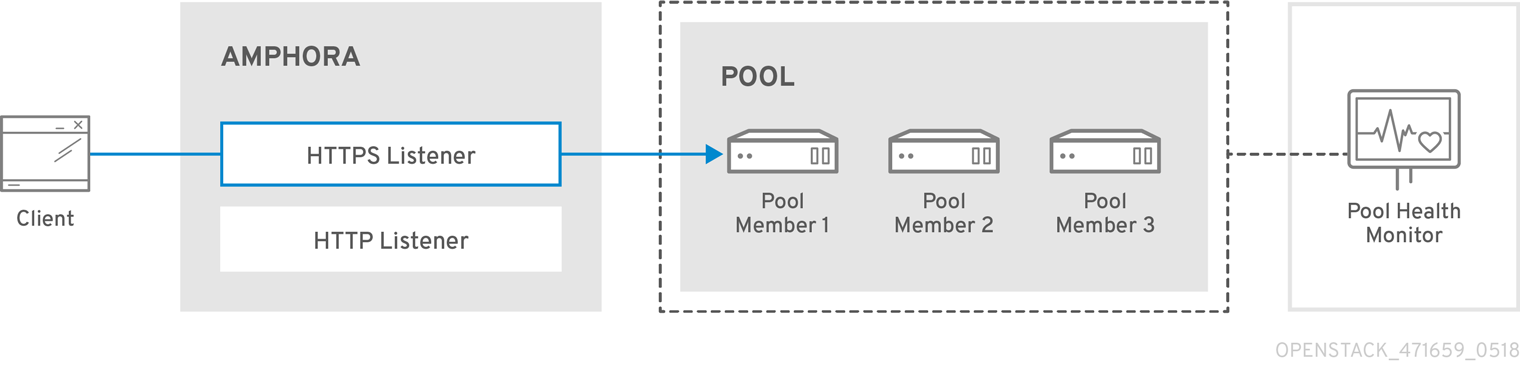 AMPHORA
HTTPS Listener
HTTP Listener
Client
POOL
Pool
Member 1
Pool
Member 2
Pool
Member 3
Pool Health
Monitor
OPENSTACK_471659_0518